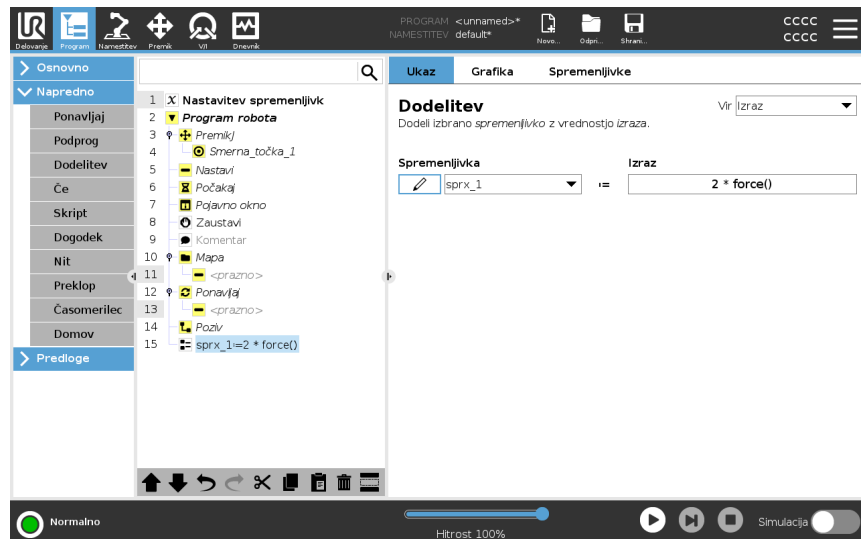 PROGRAM <unnamed>*
NAMESTITEV default*
Delovanje
Program
Namestitev
Premik
V/I
Dnevnik
Novo...
Odpri...
Shrani...
cccc
cccc
Osnovno
Napredno
Ponavljaj
Podprog
Dodelitev
Če
Skript
Dogodek
Nit
Preklop
Časomerilec
Domov
Predloge
1 X Nastavitev spremenljivk
2 Program robota
3 PremikJ
4 Smerna_točka_1
5 Nastavi
6 Počakaj
7 Pojavno okno
8 Zaustavi
9 Komentar
10 Mapa
11 <prazno>
12 Ponavljaj
13 <prazno>
14 Poziv
15 sprx_1≔2 * force()
Ukaz
Grafika
Spremenljivke
Dodelitev
Vir Izraz
Dodeli izbrano spremenljivko z vrednostjo izraza.
Spremenljivka
Izraz
sprx_1 ≔ 2 * force()
Normalno
Hitrost 100%
Simulacija